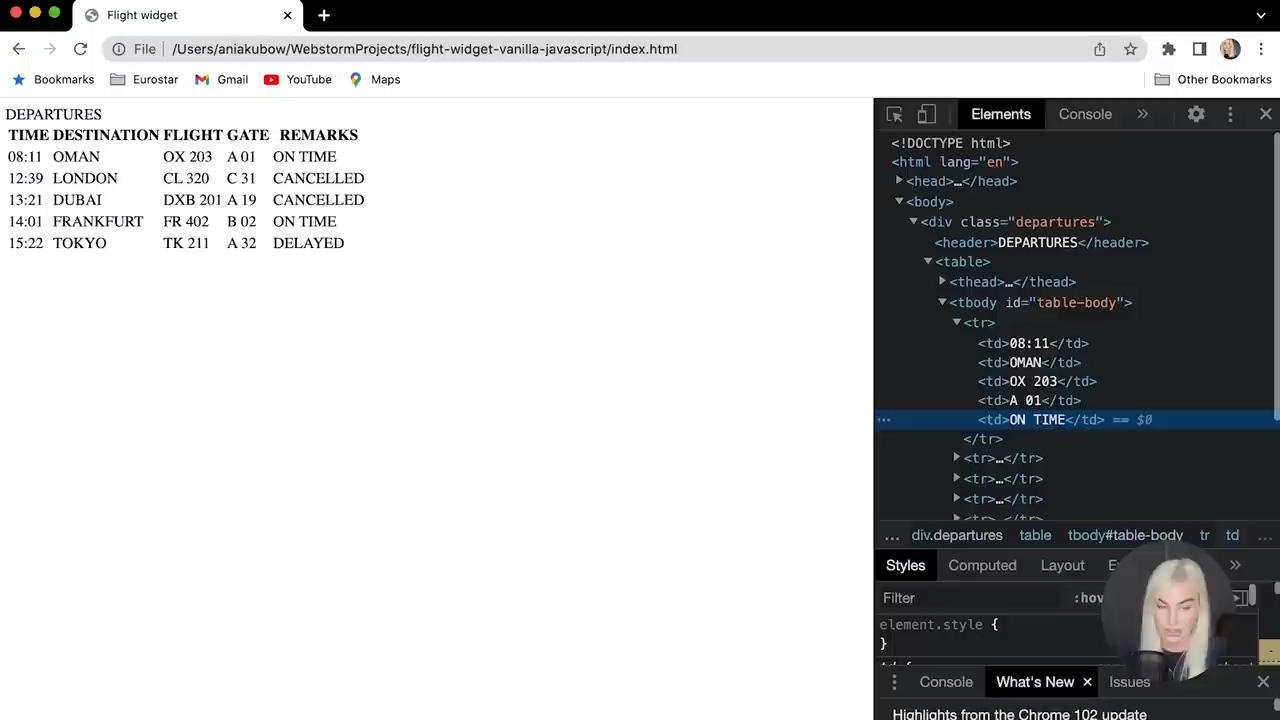 Flight widget
File /Users/aniakubow/WebstormProjects/flight-widget-vanilla-javascript/index.html
Bookmarks Eurostar Gmail YouTube Maps Other Bookmarks
DEPARTURES
TIME DESTINATION FLIGHT GATE REMARKS
08:11 OMAN OX 203 A 01 ON TIME
12:39 LONDON CL 320 C 31 CANCELLED
13:21 DUBAI DXB 201 A 19 CANCELLED
14:01 FRANKFURT FR 402 B 02 ON TIME
15:22 TOKYO TK 211 A 32 DELAYED
Elements Console
<!DOCTYPE html>
<html lang="en">
<head>…</head>
<body>
<div class="departures">
<header>DEPARTURES</header>
<table>
<thead>…</thead>
<tbody id="table-body">
<tr>
<td>08:11</td>
<td>OMAN</td>
<td>OX 203</td>
<td>A 01</td>
<td>ON TIME</td> == $0
</tr>
<tr>…</tr>
<tr>…</tr>
<tr>…</tr>
<tr>…</tr>
… div.departures table tbody#table-body tr td …
Styles Computed Layout
Filter :hov
element.style {
}
Console What's New Issues
Highlights from the Chrome 102 update